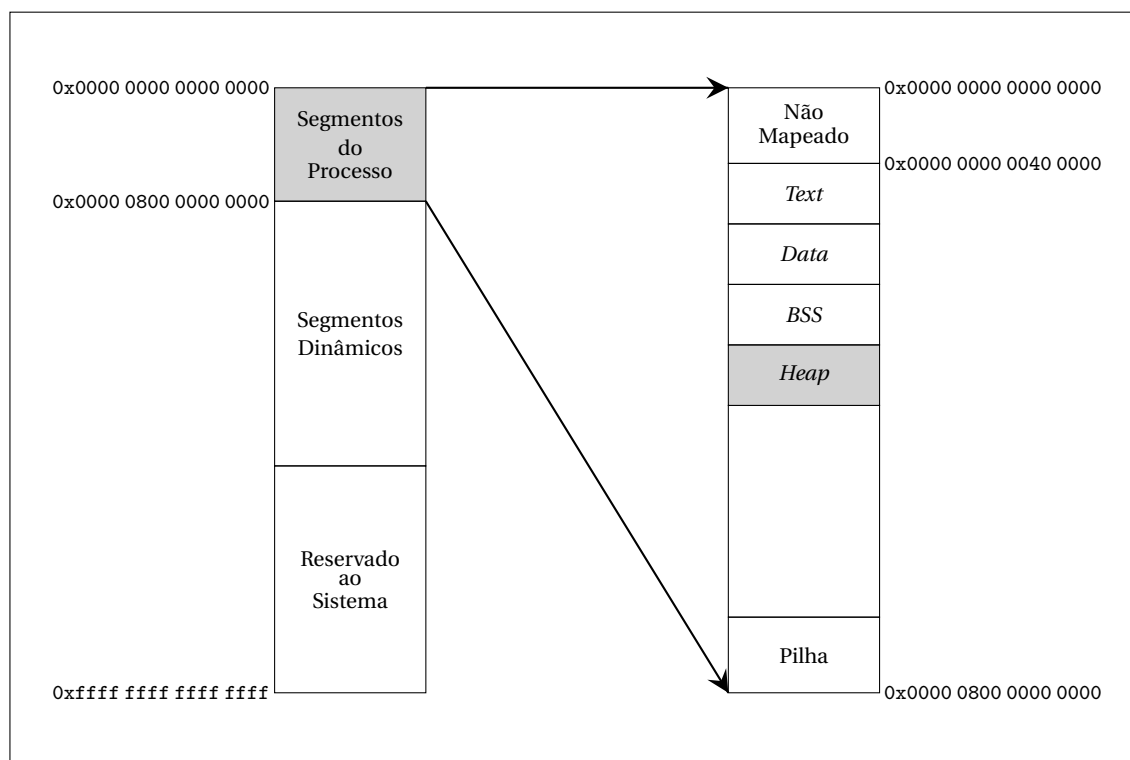 0x0000 0000 0000 0000
Segmentos
do
Processo
0x0000 0800 0000 0000
Segmentos
Dinâmicos
Reservado
ao
Sistema
0xffff ffff ffff ffff
0x0000 0000 0000 0000
Não
Mapeado
0x0000 0000 0040 0000
Text
Data
BSS
Heap
Pilha
0x0000 0800 0000 0000